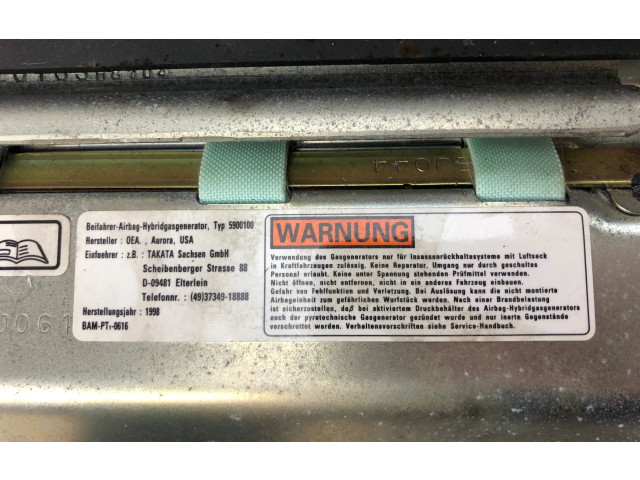 Beifahrer-Airbag-Hybridgasgenerator, Typ 5900100
Hersteller : OEA. , Aurora, USA
Einfuehrer : z.B. : TAKATA Sachsen GmbH
Scheibenberger Strasse 88
D-09481 Elterlein
Telefonnr. : (49)37349-18888
Herstellungsjahr : 1998
BAM-PT₁-0616
WARNUNG
Verwendung des Gasgenerators nur für Insassenrückhaltesysteme mit Luftsack
in Kraftfahrzeugen zulässig. Keine Reparatur. Umgang nur durch geschultes
Personal erlauben. Keine unter Spannung stehenden Prüfmittel verwenden.
Nicht öffnen, nicht entfernen, nicht in ein anderes Fahrzeug einbauen.
Gefahr von Fehlfunktion und Verletzung. Bei Auslösung kann die nicht montierte
Airbageinheit zum gefährlichen Wurfstück werden. Nach einer Brandbeleistung
ist sicherzustellen, daß bei aktiviertem Druckbehälter des Airbag-Hybridgasgenerators
auch der pyrotechnische Gasgenerator gezündet wurde und nur inerte Gegenstände
verschrottet werden. Verhaltensvorschriften siehe Service-Handbuch.
0061